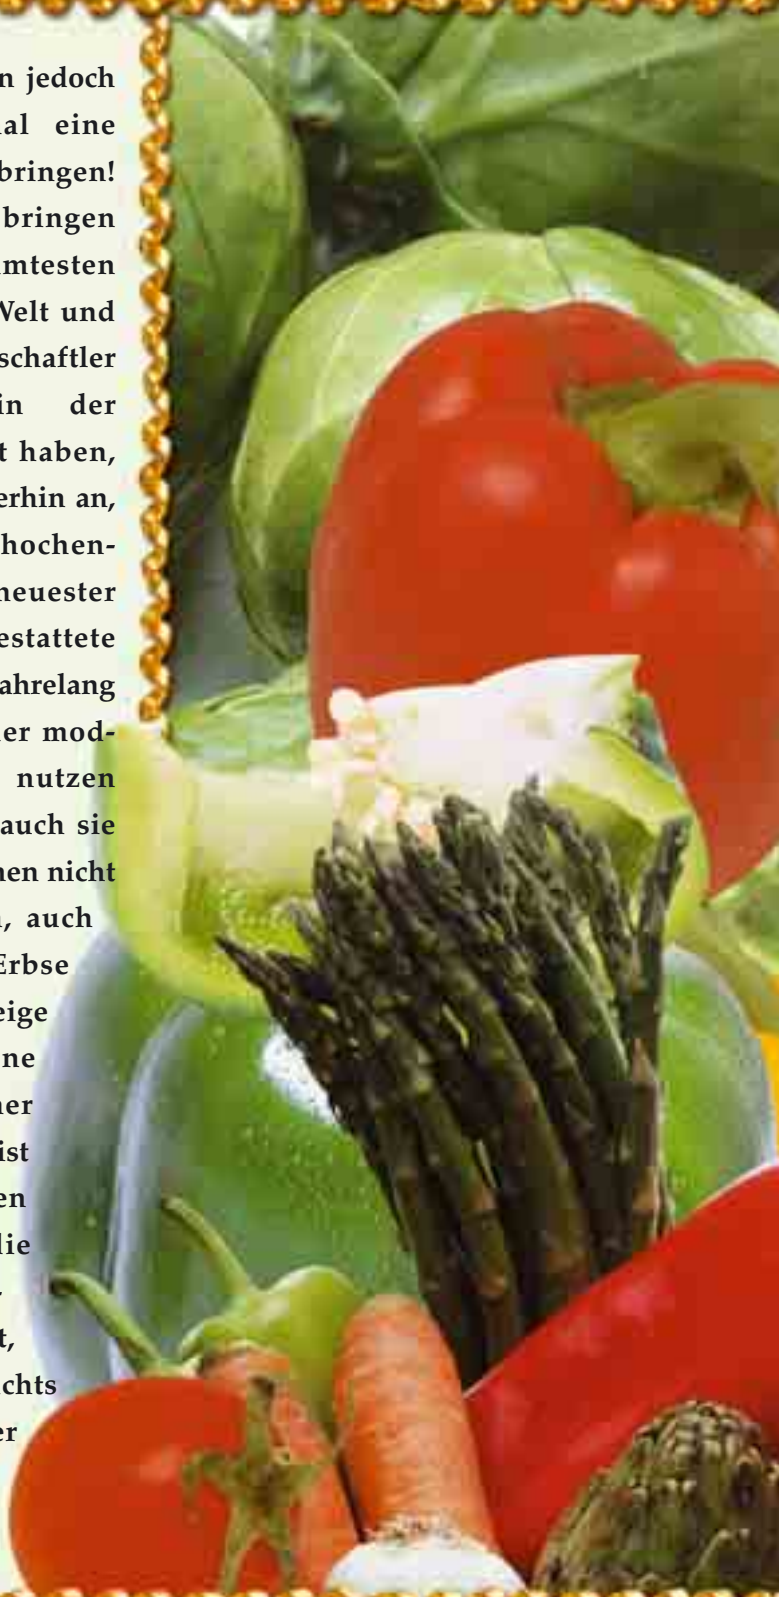 n jedoch
al eine
bringen!
bringen
mtesten
Welt und
schaftler
in der
t haben,
erhin an,
hochen-
neuester
estattete
ahrelang
er mod-
nutzen
auch sie
nen nicht
, auch
Erbse
eige
ne
her
ist
en
lie
t,
chts
er